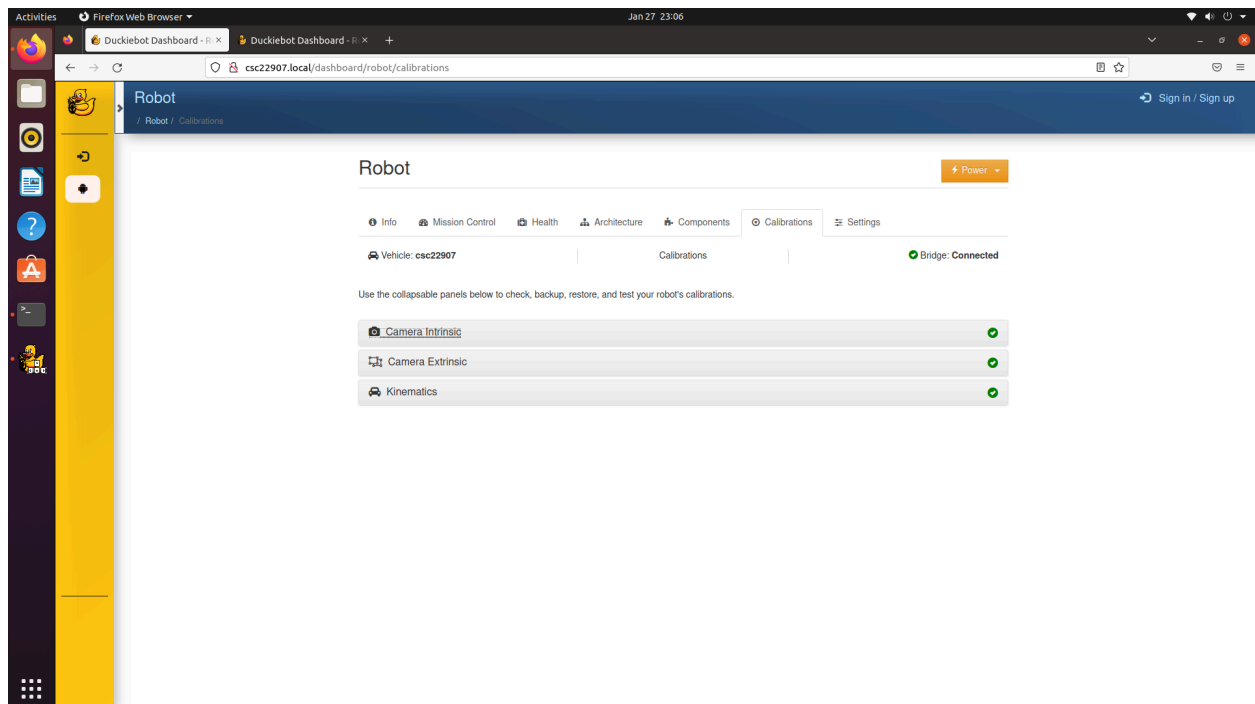 Activities Firefox Web Browser Jan 27 23:06
Duckiebot Dashboard - R Duckiebot Dashboard - R
csc22907.local/dashboard/robot/calibrations
Robot Sign in / Sign up
/ Robot / Calibrations
Robot Power
Info Mission Control Health Architecture Components Calibrations Settings
Vehicle: csc22907 Calibrations Bridge: Connected
Use the collapsable panels below to check, backup, restore, and test your robot's calibrations.
Camera Intrinsic
Camera Extrinsic
Kinematics